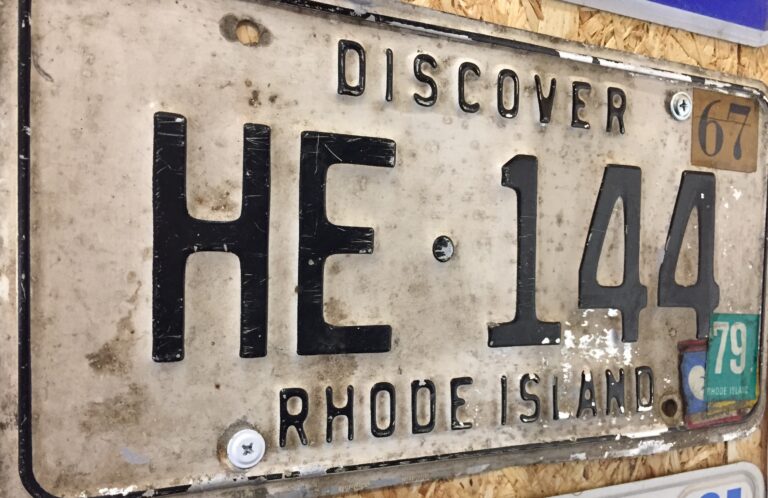 DISCOVER
67
HE·144
79
RHODE ISLAND
RHODE ISLAND